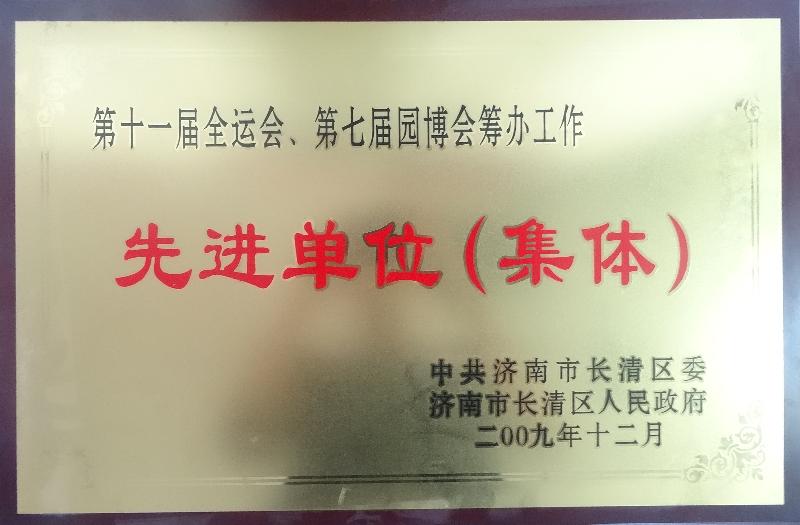 第十一届全运会、第七届园博会筹办工作
先进单位(集体)
中共济南市长清区委
济南市长清区人民政府
二00九年十二月